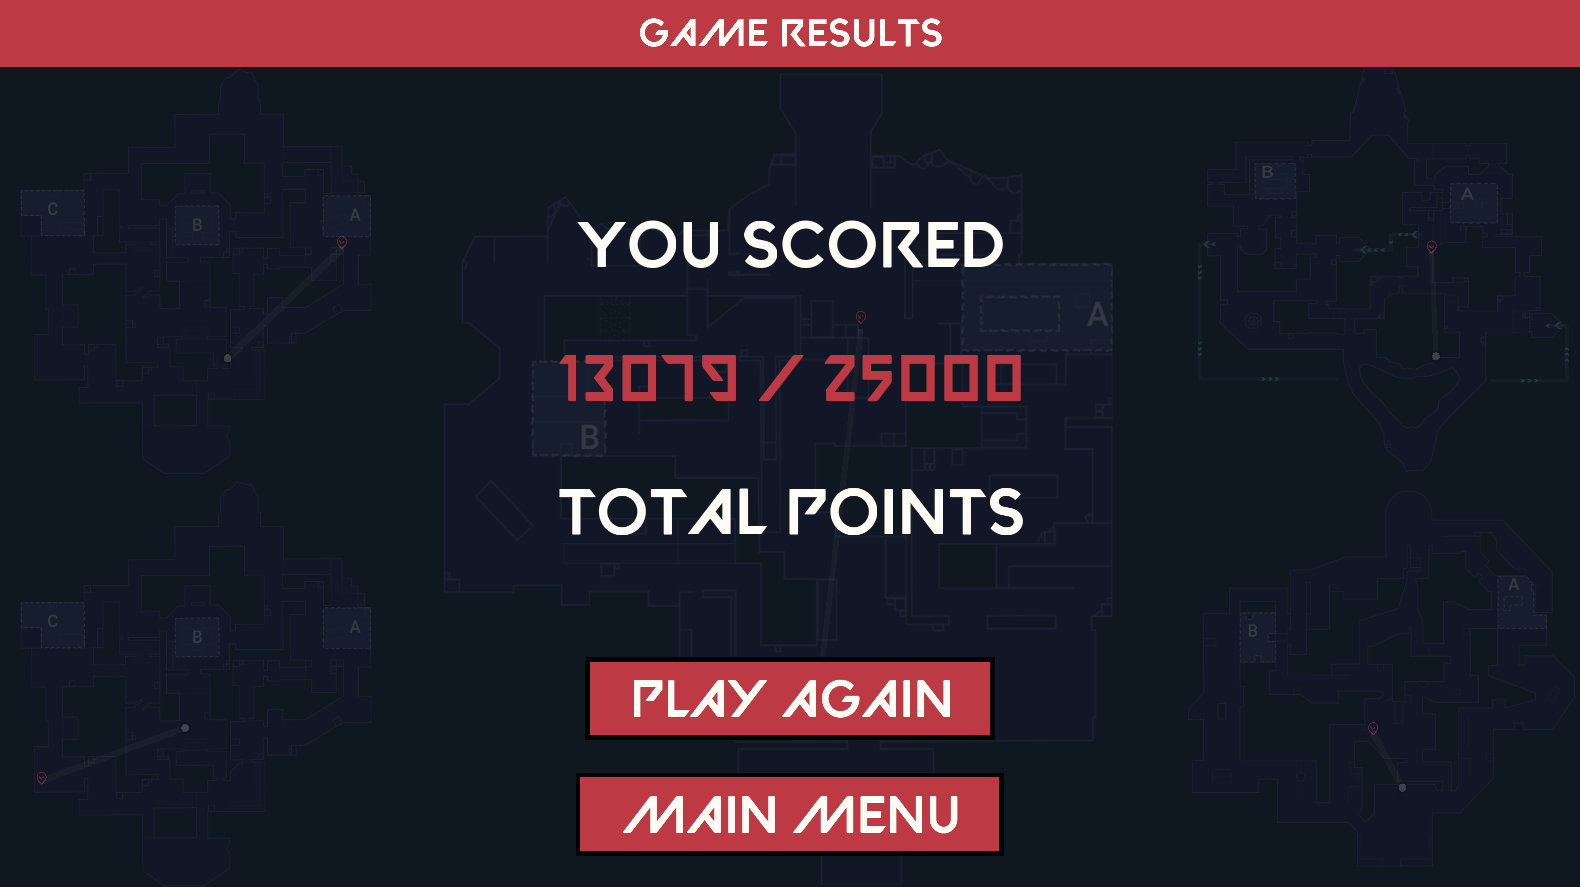 GAME RESULTS
C
B
A
B
A
YOU SCORED
A
13079 / 25000
B
TOTAL POINTS
C
B
A
B
A
PLAY AGAIN
MAIN MENU